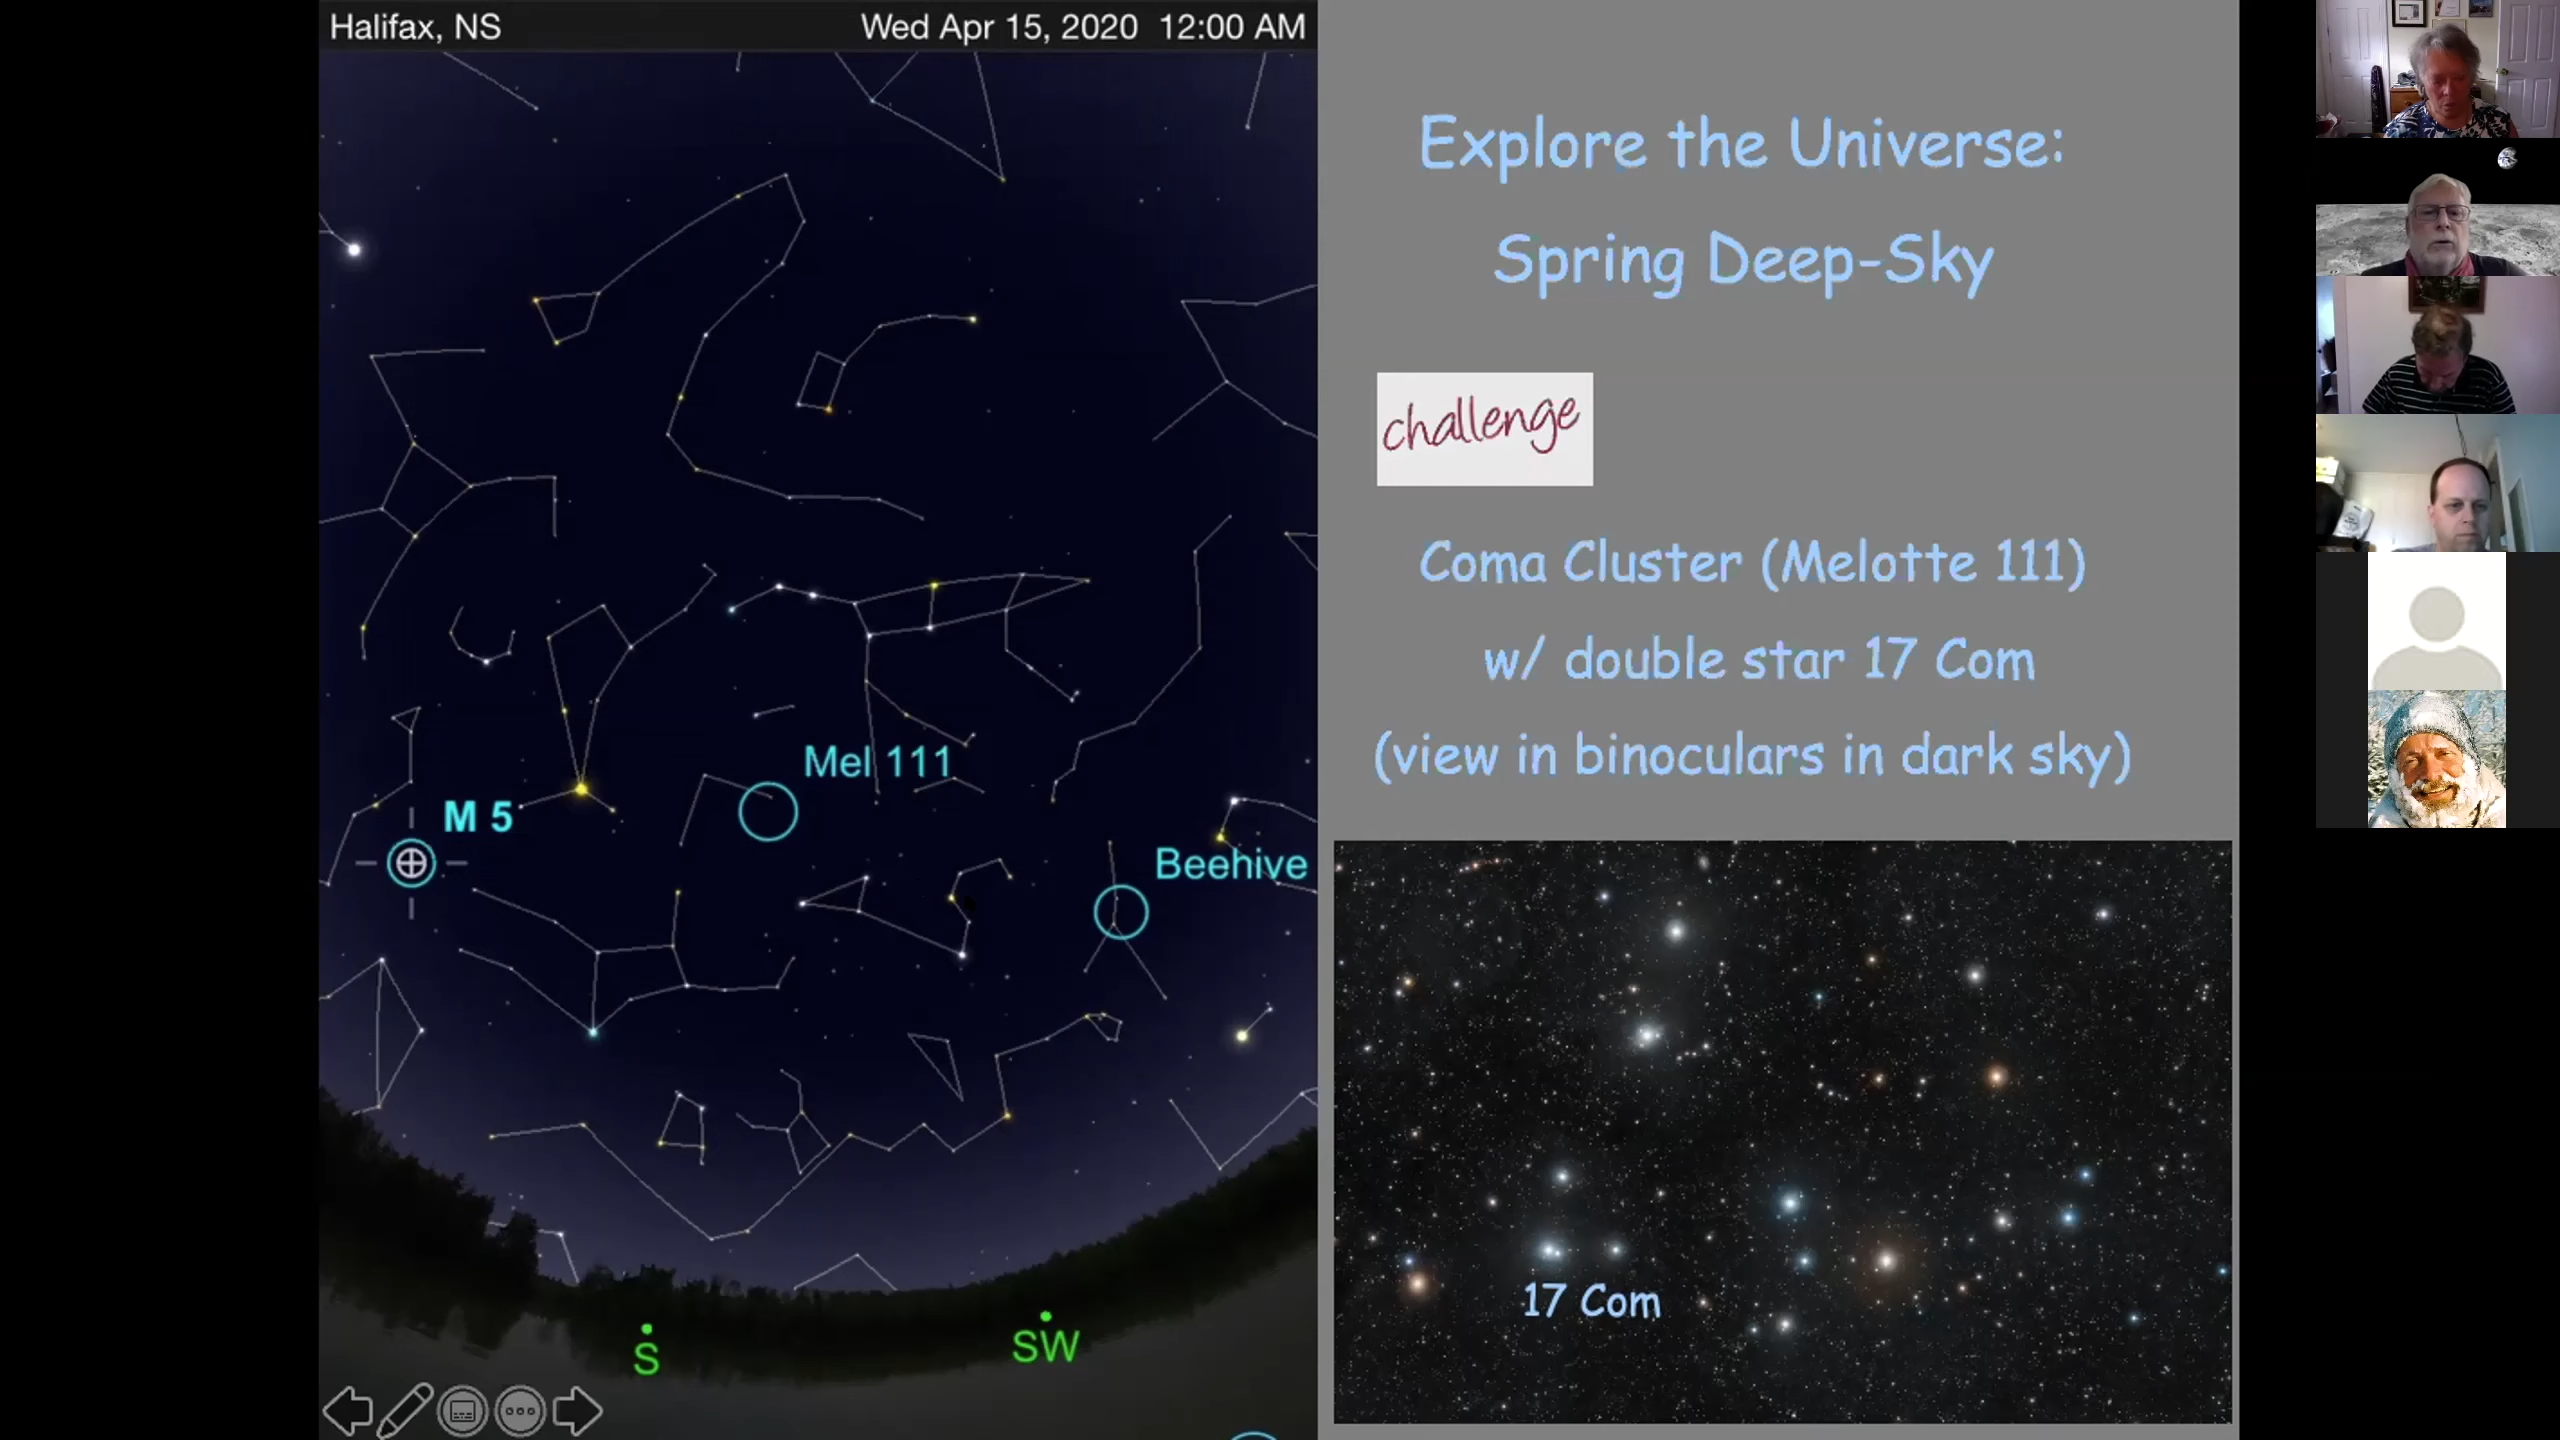 Halifax, NS
Wed Apr 15, 2020 12:00 AM
Mel 111
M 5
Beehive
S
SW
Explore the Universe:
Spring Deep-Sky
challenge
Coma Cluster (Melotte 111)
w/ double star 17 Com
(view in binoculars in dark sky)
17 Com